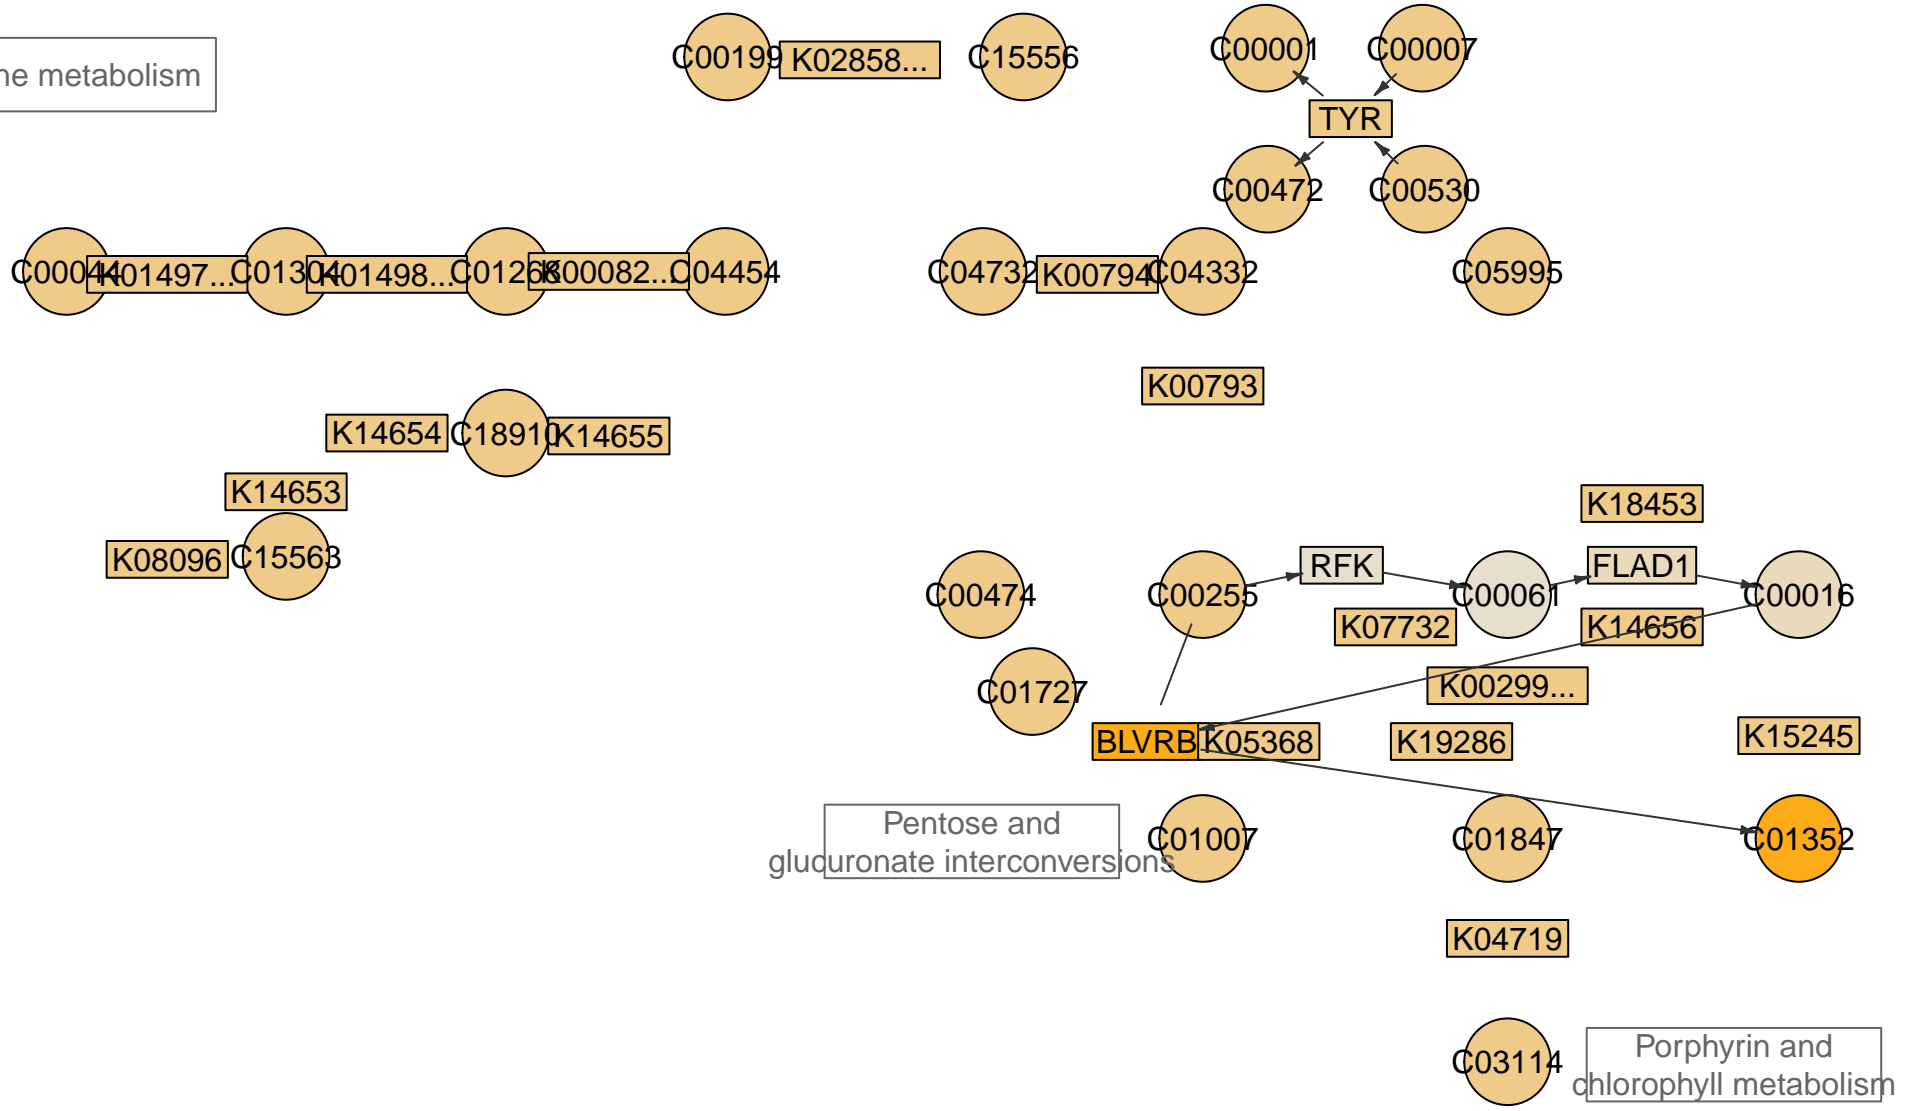 C00199
K02858...
C15556
C00001
C00007
ne metabolism
TYR
C00472
C00530
C00044
K01497...
C01304
K01498...
C01268
K00082...
C04454
C04732
K00794
C04332
C05995
K00793
K14654
C18910
K14655
K14653
K18453
K08096
C15563
C00474
C00255
RFK
C00061
FLAD1
C00016
K07732
K14656
C01727
K00299...
BLVRB
K05368
K19286
K15245
Pentose and
glucuronate interconversions
C01007
C01847
C01352
K04719
C03114
Porphyrin and
chlorophyll metabolism